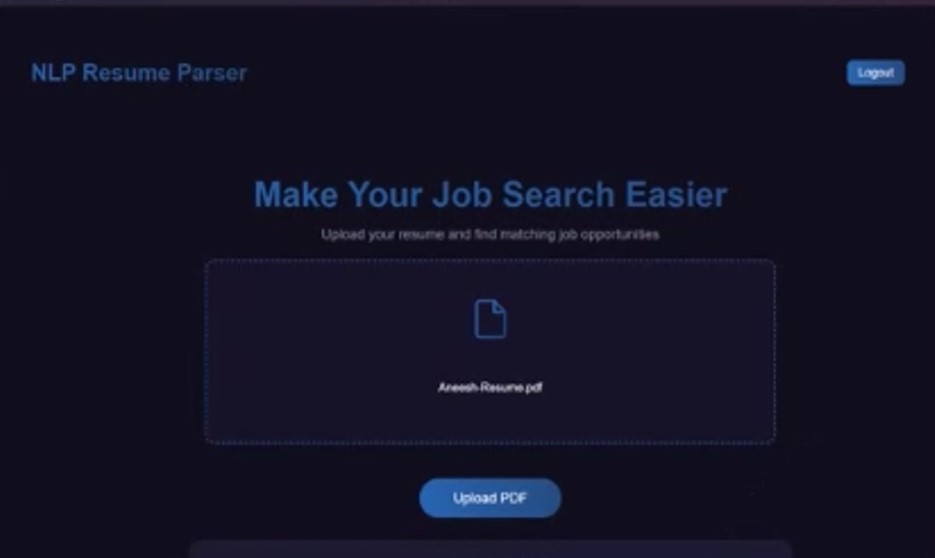 NLP Resume Parser
Logout
Make Your Job Search Easier
Upload your resume and find matching job opportunities
Aneesh-Resume.pdf
Upload PDF